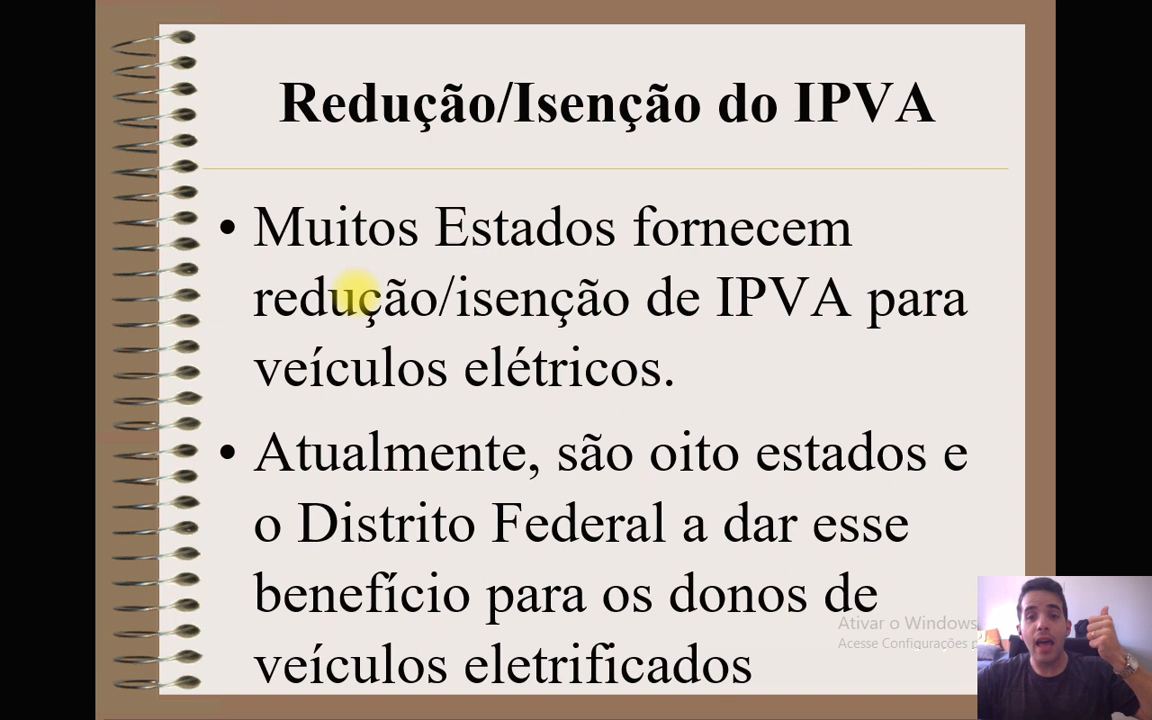 Redução/Isenção do IPVA
• Muitos Estados fornecem
redução/isenção de IPVA para
veículos elétricos.
• Atualmente, são oito estados e
o Distrito Federal a dar esse
benefício para os donos de
veículos eletrificados
Ativar o Windows
Acesse Configurações